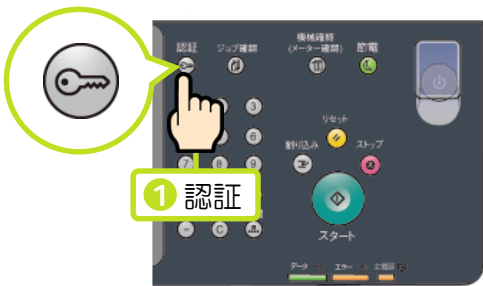 認証 ジョブ確認 機械確認 (メーター確認) 節電
3
6
7 8 9
リセット
割り込み ストップ
1 認証
C
スタート
データ エラー 主電源